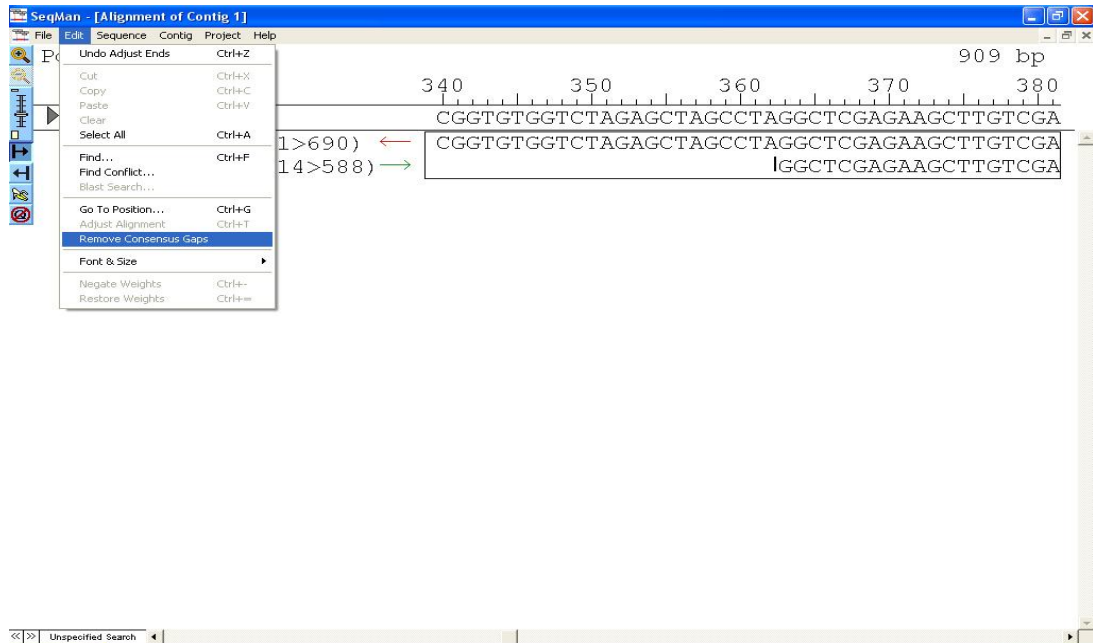 SeqMan - [Alignment of Contig 1]
File Edit Sequence Contig Project Help
909 bp
Undo Adjust Ends Ctrl+Z
Cut Ctrl+X
Copy Ctrl+C
Paste Ctrl+V
Clear
Select All Ctrl+A
Find... Ctrl+F
Find Conflict...
Blast Search...
Go To Position... Ctrl+G
Adjust Alignment Ctrl+T
Remove Consensus Gaps
Font & Size
Negate Weights Ctrl+-
Restore Weights Ctrl+=
340 350 360 370 380
CGGTGTGGTCTAGAGCTAGCCTAGGCTCGAGAAGCTTGTCGA
1>690) ← CGGTGTGGTCTAGAGCTAGCCTAGGCTCGAGAAGCTTGTCGA
14>588) → GGCTCGAGAAGCTTGTCGA
Unspecified Search